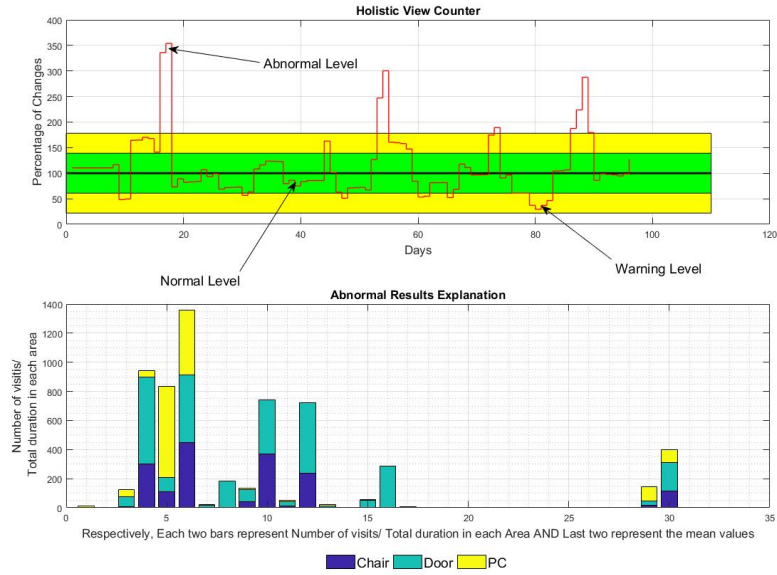 Holistic View Counter
400
350
300
250
200
150
100
50
0
Percentage of Changes
Abnormal Level
0 20 40 60 80 100 120
Days
Normal Level
Warning Level
Abnormal Results Explanation
1400
1200
1000
800
600
400
200
0
Number of visitis/
Total duration in each area
0 5 10 15 20 25 30 35
Respectively, Each two bars represent Number of visits/ Total duration in each Area AND Last two represent the mean values
Chair Door PC